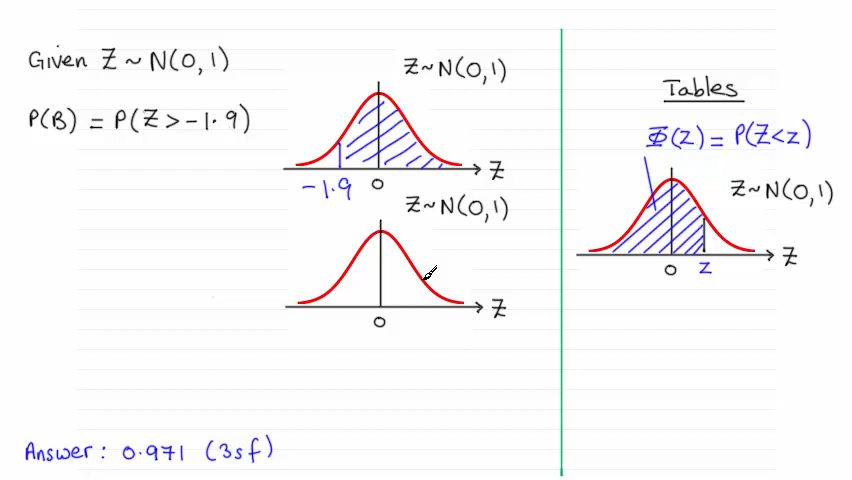 Given Z ~ N(0, 1)
P(B) = P(Z > -1.9)
Z ~ N(0, 1)
-1.9 0 Z
Z ~ N(0, 1)
0 Z
Answer: 0.971 (3sf)
Tables
Φ(z) = P(Z < z)
Z ~ N(0, 1)
0 z Z